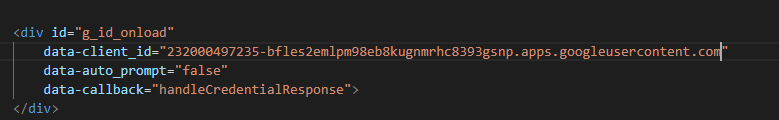 <div id="g_id_onload"
data-client_id="232000497235-bfles2emlpm98eb8kugnmrhc8393gsnp.apps.googleusercontent.com"
data-auto_prompt="false"
data-callback="handleCredentialResponse">
</div>